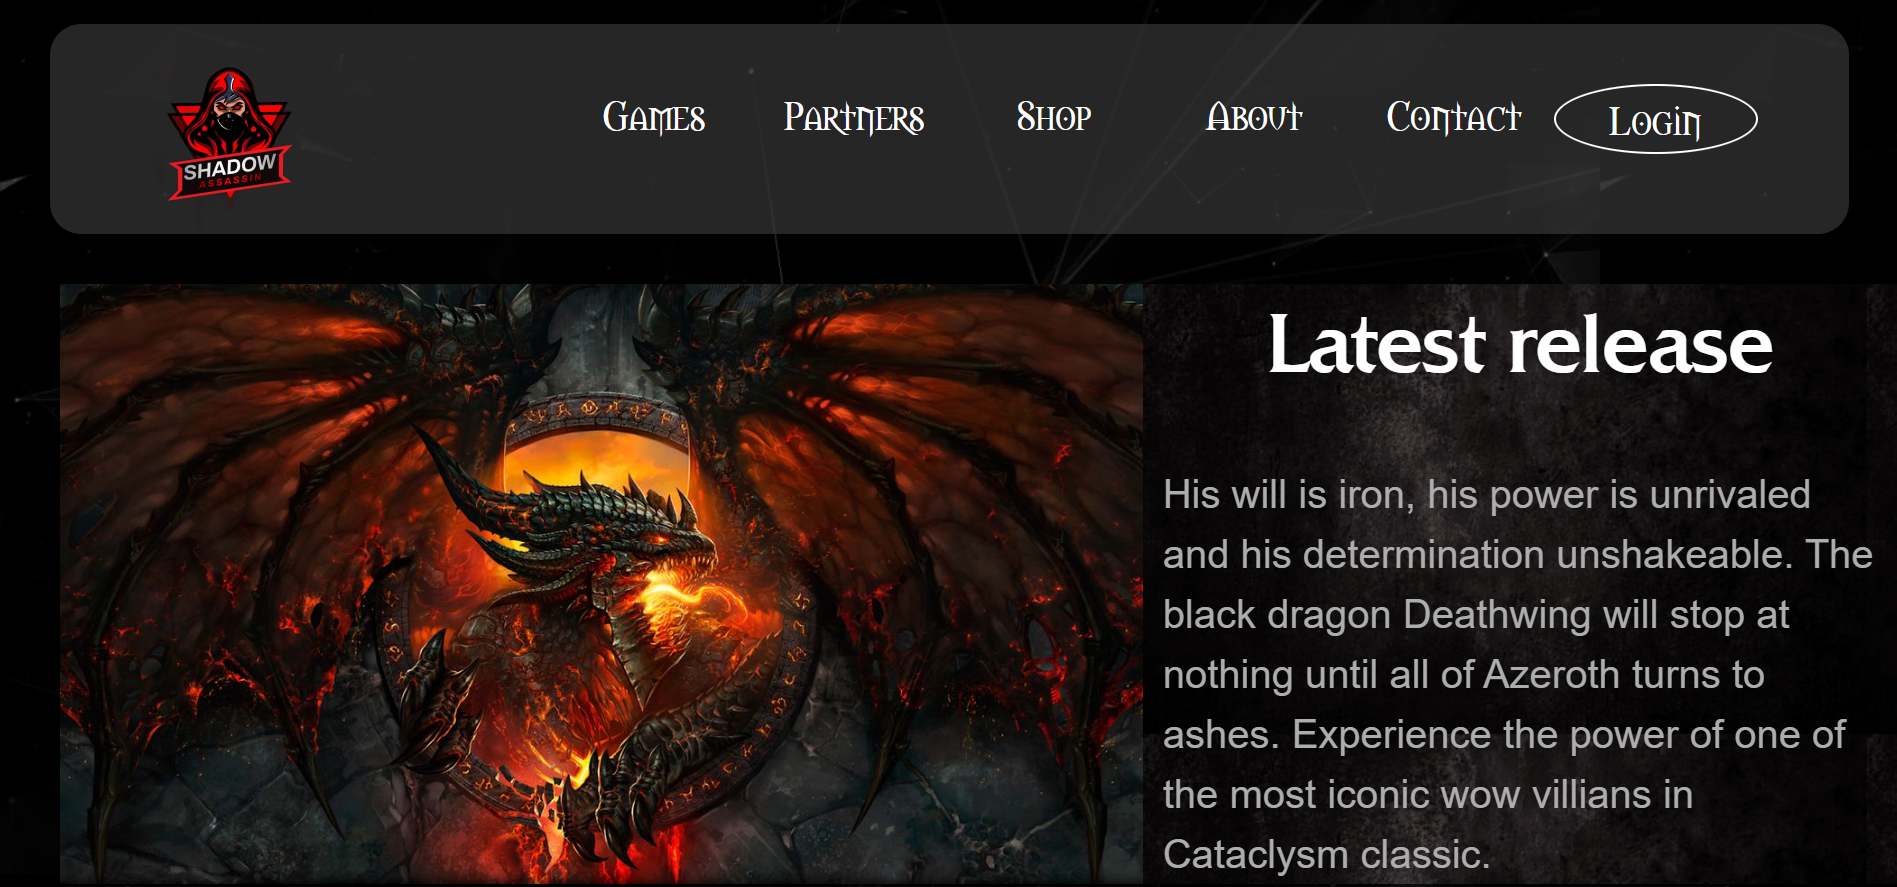 SHADOW
ASSASSIN
Games Partners Shop About Contact Login
Latest release
His will is iron, his power is unrivaled
and his determination unshakeable. The
black dragon Deathwing will stop at
nothing until all of Azeroth turns to
ashes. Experience the power of one of
the most iconic wow villians in
Cataclysm classic.